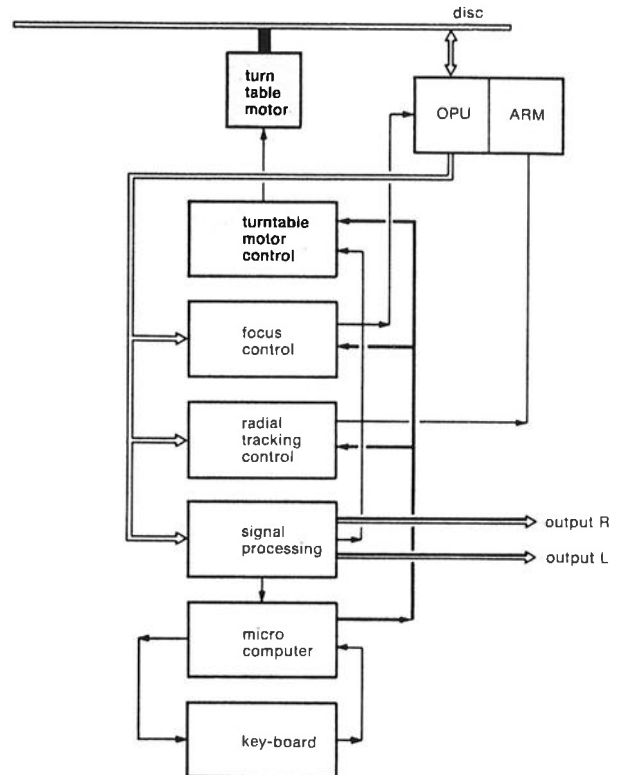 disc
turn
table
motor
OPU
ARM
turntable
motor
control
focus
control
radial
tracking
control
signal
processing
output R
output L
micro
computer
key-board